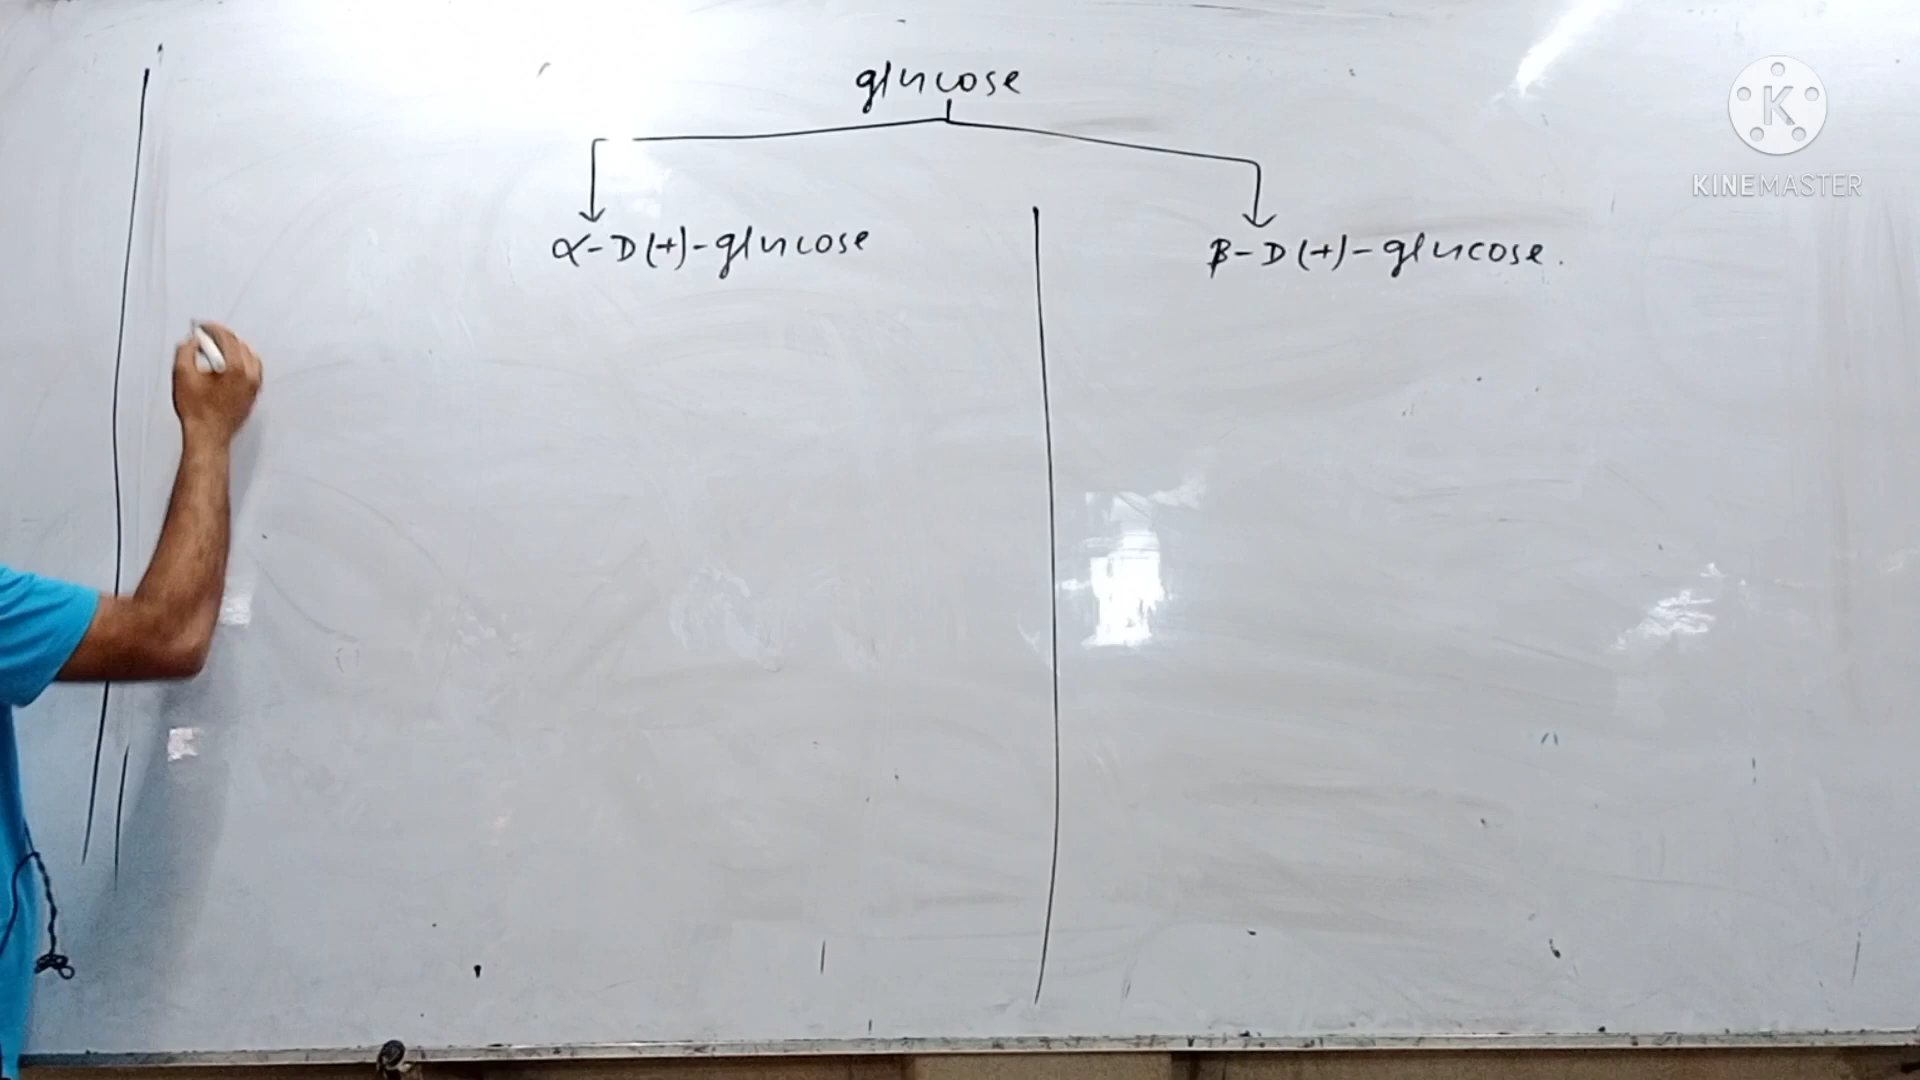 glucose
α-D(+)-glucose
β-D(+)-glucose.
K
KINEMASTER